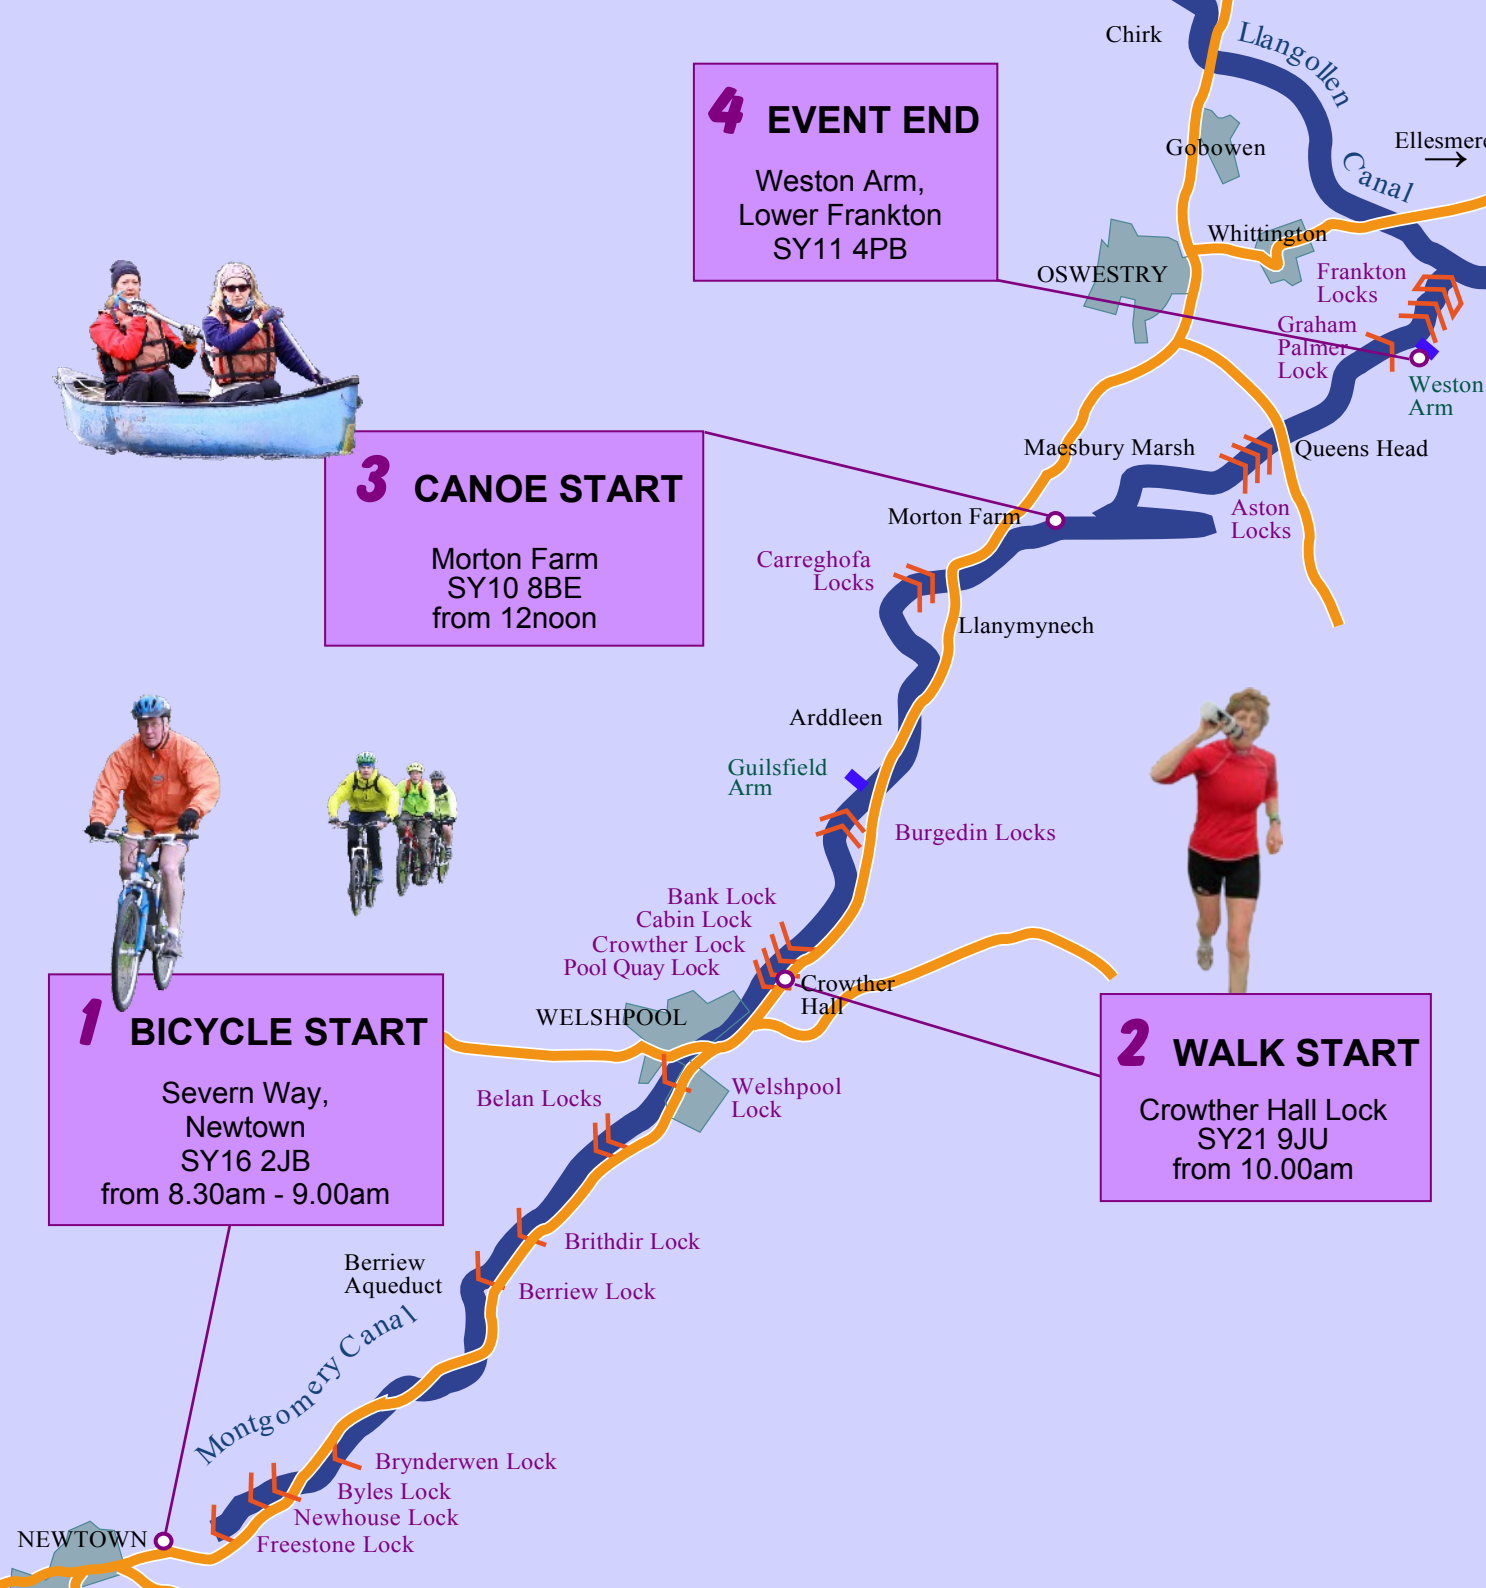 Chirk
Llangollen
Canal
Ellesmere
4 EVENT END
Weston Arm,
Lower Frankton
SY11 4PB
Gobowen
Whittington
OSWESTRY
Frankton
Locks
Graham
Palmer
Lock
Weston
Arm
3 CANOE START
Morton Farm
SY10 8BE
from 12noon
Maesbury Marsh
Queens Head
Morton Farm
Aston
Locks
Carreghofa
Locks
Llanymynech
Arddleen
Guilsfield
Arm
Burgedin Locks
Bank Lock
Cabin Lock
Crowther Lock
Pool Quay Lock
Crowther
Hall
WELSHPOOL
1 BICYCLE START
Severn Way,
Newtown
SY16 2JB
from 8.30am - 9.00am
2 WALK START
Crowther Hall Lock
SY21 9JU
from 10.00am
Belan Locks
Welshpool
Lock
Brithdir Lock
Berriew
Aqueduct
Berriew Lock
Montgomery Canal
Brynderwen Lock
Byles Lock
Newhouse Lock
NEWTOWN
Freestone Lock